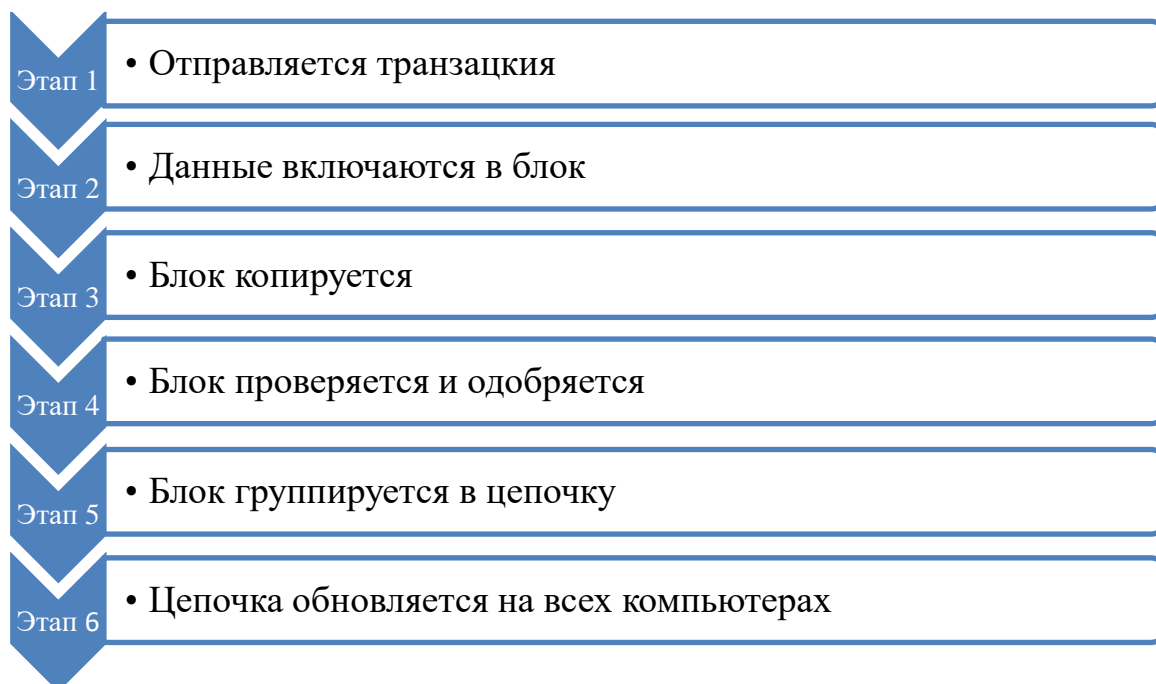 Этап 1
• Отправляется транзацкия
Этап 2
• Данные включаются в блок
Этап 3
• Блок копируется
Этап 4
• Блок проверяется и одобряется
Этап 5
• Блок группируется в цепочку
Этап 6
• Цепочка обновляется на всех компьютерах